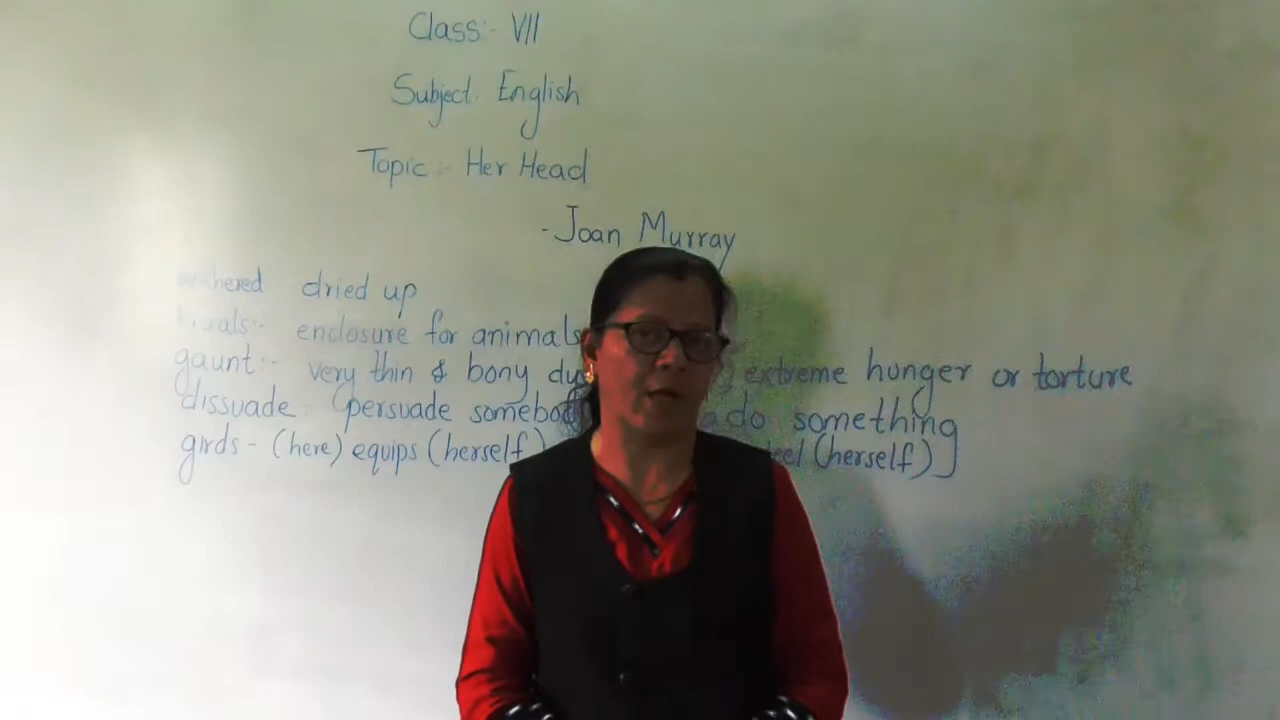 Class:- VII
Subject. English
Topic:- Her Head
-Joan Murray
withered dried up
enclosure for animals
gaunt:- very thin & bony extreme hunger or torture
dissuade (persuade do something
girds - (here) equips (herself) (herself)]